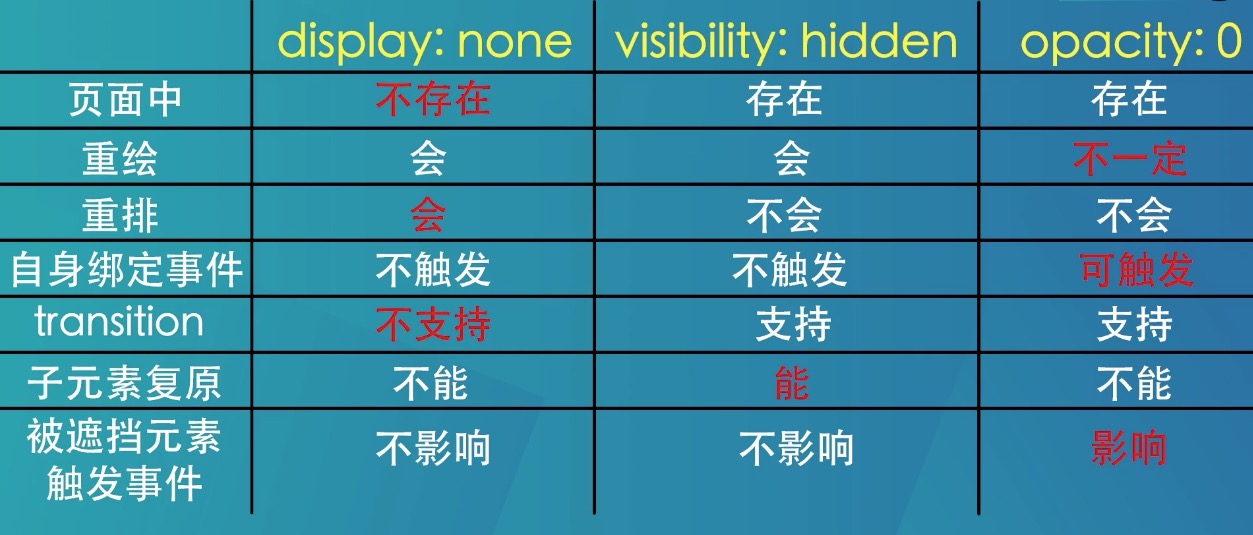 display: none visibility: hidden opacity: 0
页面中 不存在 存在 存在
重绘 会 会 不一定
重排 会 不会 不会
自身绑定事件 不触发 不触发 可触发
transition 不支持 支持 支持
子元素复原 不能 能 不能
被遮挡元素
触发事件 不影响 不影响 影响